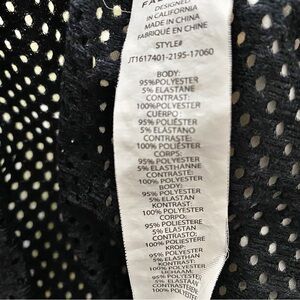 DESIGNED
IN CALIFORNIA
MADE IN CHINA
FABRIQUÉ EN CHINE
STYLE#
JT1617401-2195-17060
BODY:
95%POLYESTER
5% ELASTANE
CONTRAST:
100%POLYESTER
CUERPO:
95% POLIÉSTER
5% ELASTANO
CONTRASTE:
100% POLIÉSTER
CORPS:
95% POLYESTER
5% ELASTHANNE
CONTRASTE:
100% POLYESTER
BODY:
95% POLYESTER
5% ELASTAN
KONTRAST:
100% POLYESTER
CORPO:
95% POLIESTERE
5% ELASTAN
CONTRASTO:
100% POLIESTERE
KROP:
95% POLYESTER
5% ELASTHAN
KONTRAST:
100% POLYESTER
95% POLYESTER